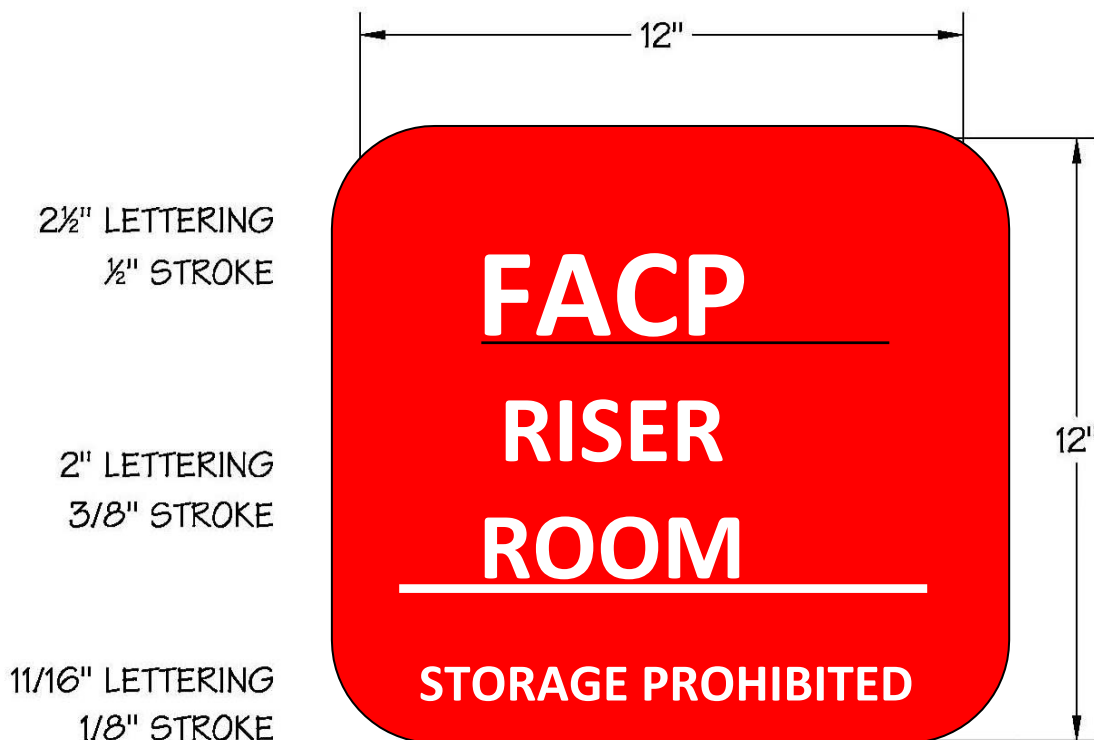 12"
2½" LETTERING
½" STROKE
FACP
RISER
2" LETTERING
3/8" STROKE
12"
ROOM
11/16" LETTERING
1/8" STROKE
STORAGE PROHIBITED